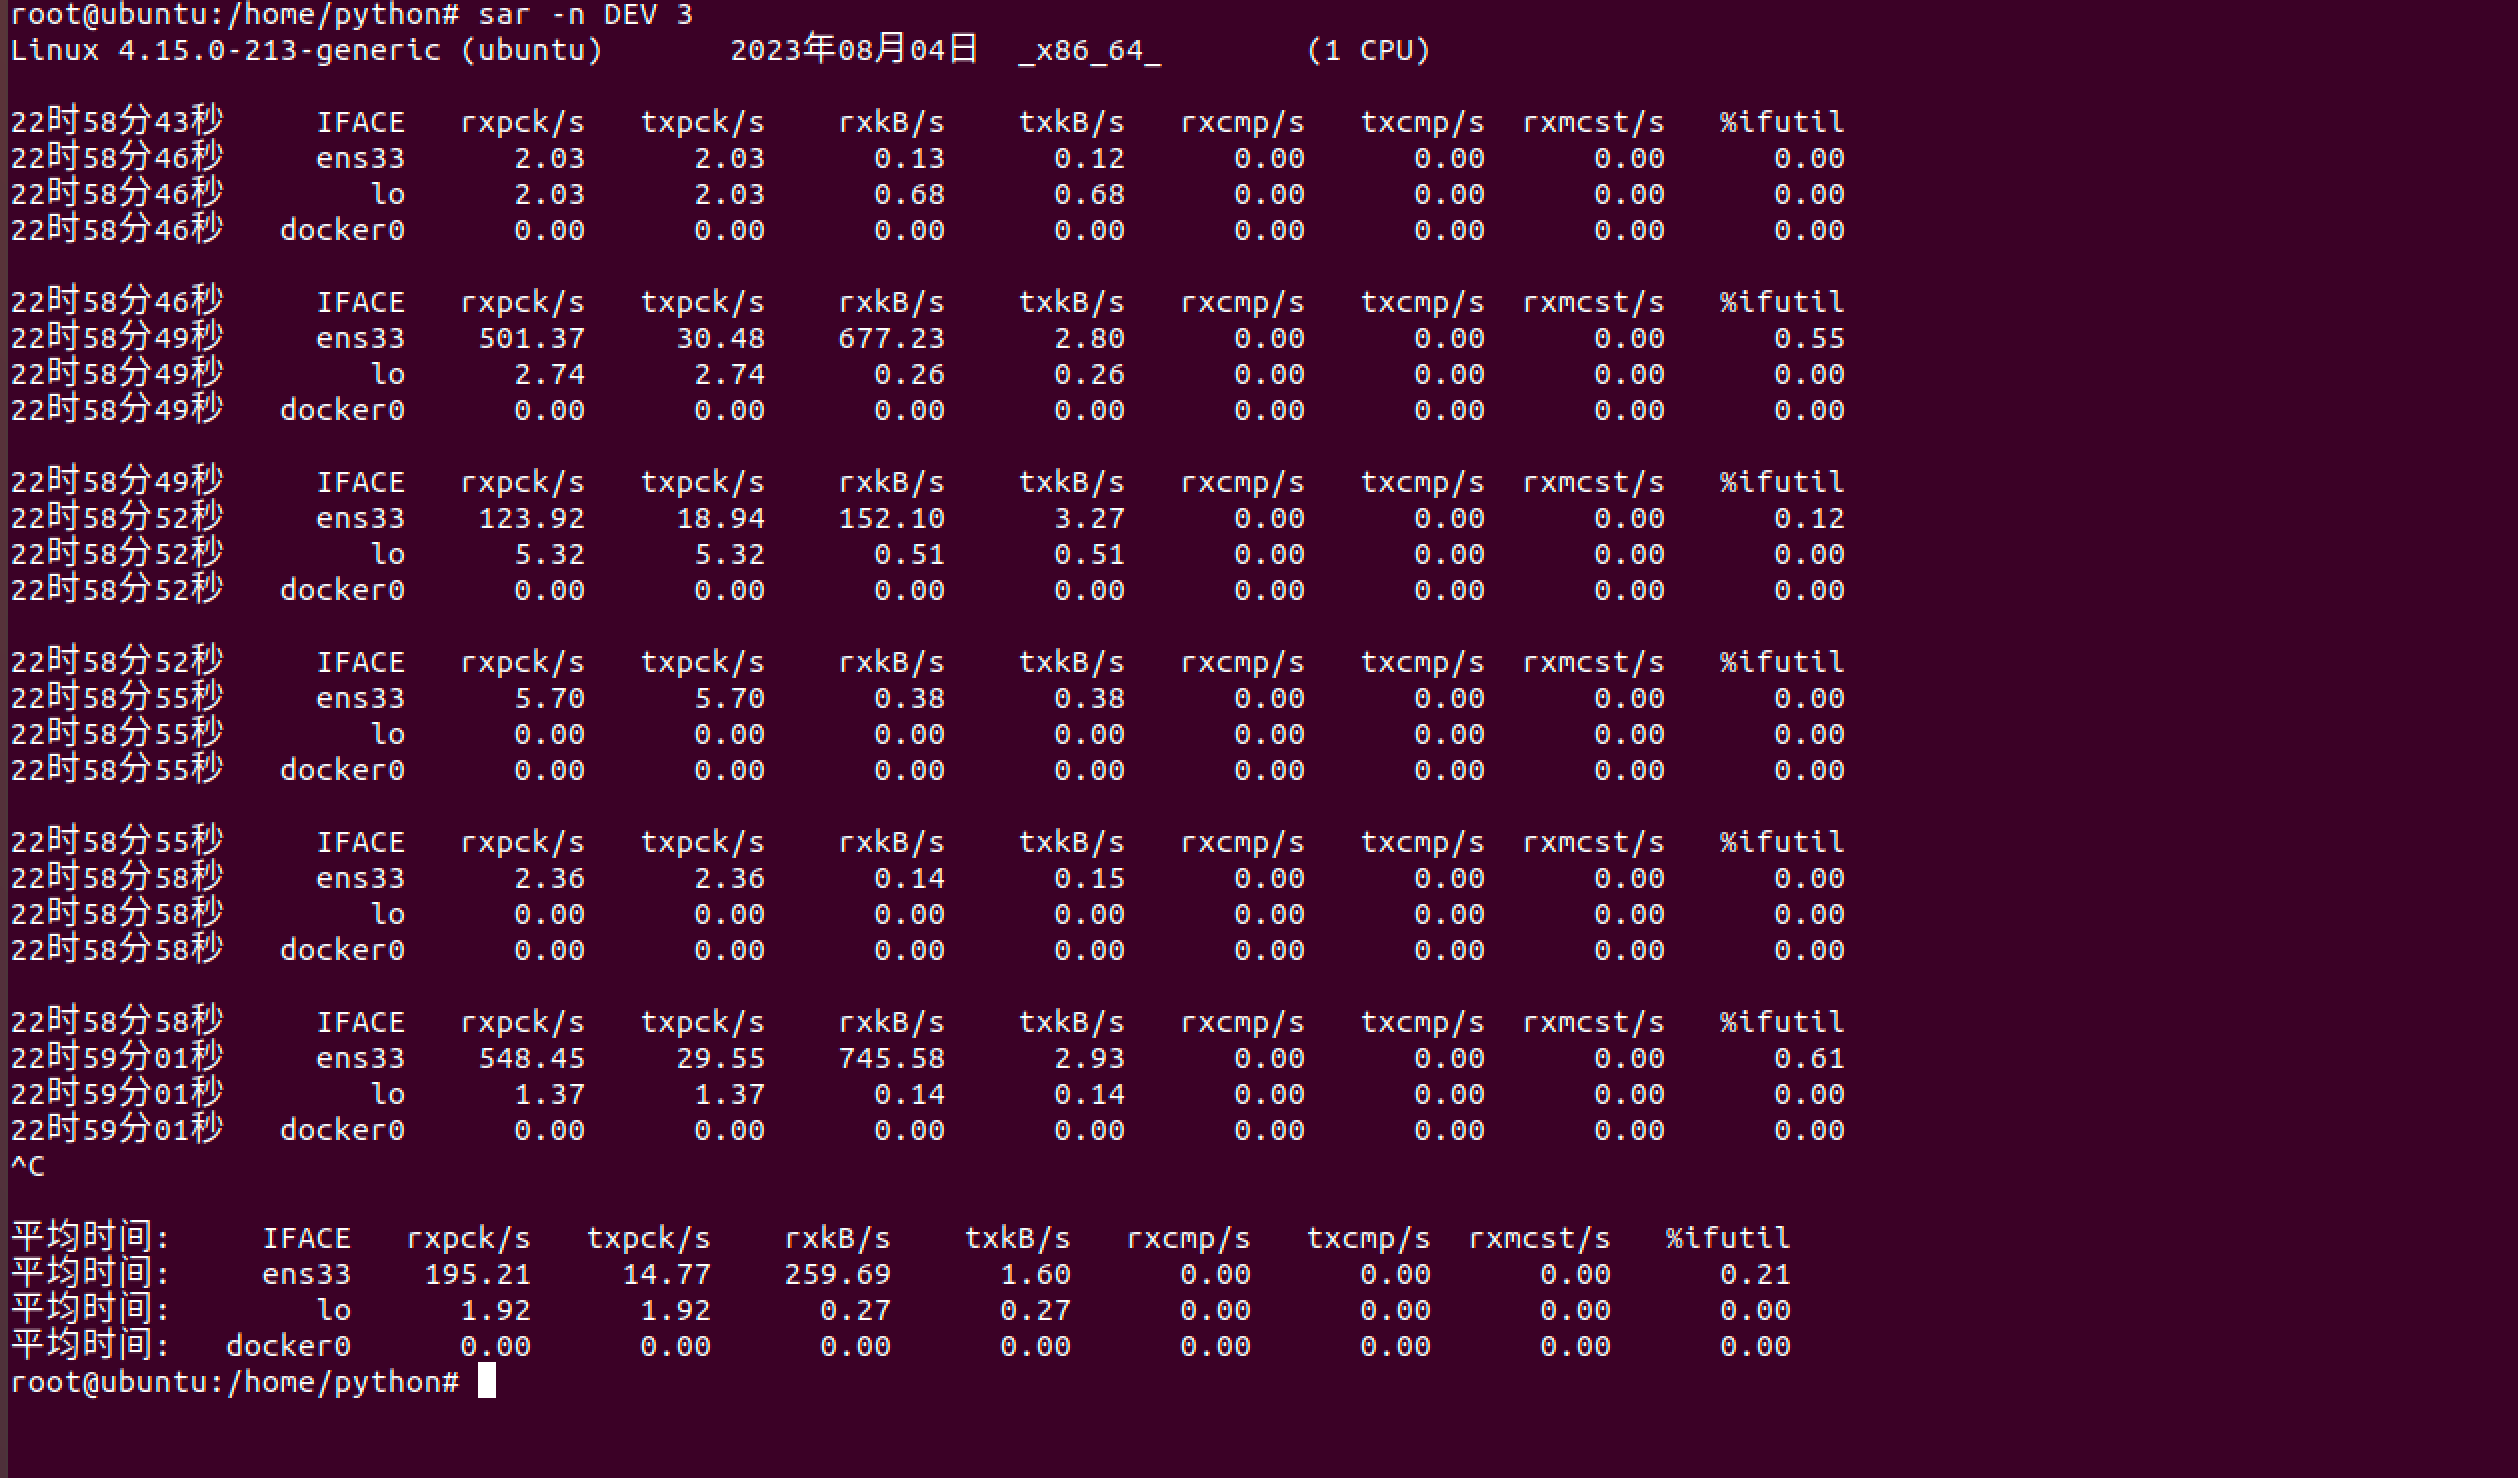 root@ubuntu:/home/python# sar -n DEV 3
Linux 4.15.0-213-generic (ubuntu) 2023年08月04日 _x86_64_ (1 CPU)
22时58分43秒 IFACE rxpck/s txpck/s rxkB/s txkB/s rxcmp/s txcmp/s rxmcst/s %ifutil
22时58分46秒 ens33 2.03 2.03 0.13 0.12 0.00 0.00 0.00 0.00
22时58分46秒 lo 2.03 2.03 0.68 0.68 0.00 0.00 0.00 0.00
22时58分46秒 docker0 0.00 0.00 0.00 0.00 0.00 0.00 0.00 0.00
22时58分46秒 IFACE rxpck/s txpck/s rxkB/s txkB/s rxcmp/s txcmp/s rxmcst/s %ifutil
22时58分49秒 ens33 501.37 30.48 677.23 2.80 0.00 0.00 0.00 0.55
22时58分49秒 lo 2.74 2.74 0.26 0.26 0.00 0.00 0.00 0.00
22时58分49秒 docker0 0.00 0.00 0.00 0.00 0.00 0.00 0.00 0.00
22时58分49秒 IFACE rxpck/s txpck/s rxkB/s txkB/s rxcmp/s txcmp/s rxmcst/s %ifutil
22时58分52秒 ens33 123.92 18.94 152.10 3.27 0.00 0.00 0.00 0.12
22时58分52秒 lo 5.32 5.32 0.51 0.51 0.00 0.00 0.00 0.00
22时58分52秒 docker0 0.00 0.00 0.00 0.00 0.00 0.00 0.00 0.00
22时58分52秒 IFACE rxpck/s txpck/s rxkB/s txkB/s rxcmp/s txcmp/s rxmcst/s %ifutil
22时58分55秒 ens33 5.70 5.70 0.38 0.38 0.00 0.00 0.00 0.00
22时58分55秒 lo 0.00 0.00 0.00 0.00 0.00 0.00 0.00 0.00
22时58分55秒 docker0 0.00 0.00 0.00 0.00 0.00 0.00 0.00 0.00
22时58分55秒 IFACE rxpck/s txpck/s rxkB/s txkB/s rxcmp/s txcmp/s rxmcst/s %ifutil
22时58分58秒 ens33 2.36 2.36 0.14 0.15 0.00 0.00 0.00 0.00
22时58分58秒 lo 0.00 0.00 0.00 0.00 0.00 0.00 0.00 0.00
22时58分58秒 docker0 0.00 0.00 0.00 0.00 0.00 0.00 0.00 0.00
22时58分58秒 IFACE rxpck/s txpck/s rxkB/s txkB/s rxcmp/s txcmp/s rxmcst/s %ifutil
22时59分01秒 ens33 548.45 29.55 745.58 2.93 0.00 0.00 0.00 0.61
22时59分01秒 lo 1.37 1.37 0.14 0.14 0.00 0.00 0.00 0.00
22时59分01秒 docker0 0.00 0.00 0.00 0.00 0.00 0.00 0.00 0.00
^C
平均时间: IFACE rxpck/s txpck/s rxkB/s txkB/s rxcmp/s txcmp/s rxmcst/s %ifutil
平均时间: ens33 195.21 14.77 259.69 1.60 0.00 0.00 0.00 0.21
平均时间: lo 1.92 1.92 0.27 0.27 0.00 0.00 0.00 0.00
平均时间: docker0 0.00 0.00 0.00 0.00 0.00 0.00 0.00 0.00
root@ubuntu:/home/python#